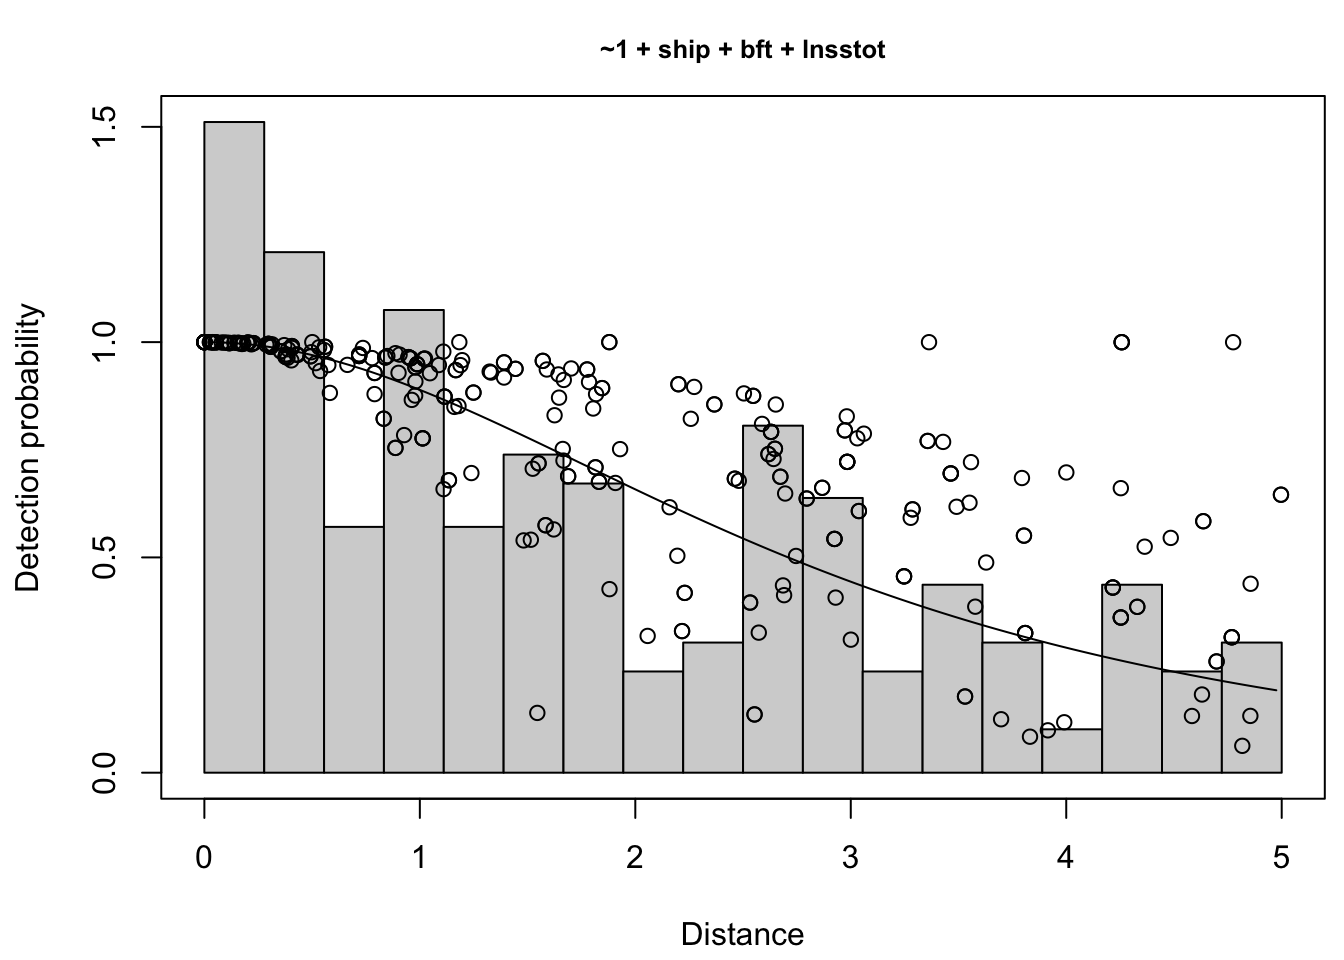 ~1 + ship + bft + lnsstot
Detection probability
1.5
1.0
0.5
0.0
0 1 2 3 4 5
Distance